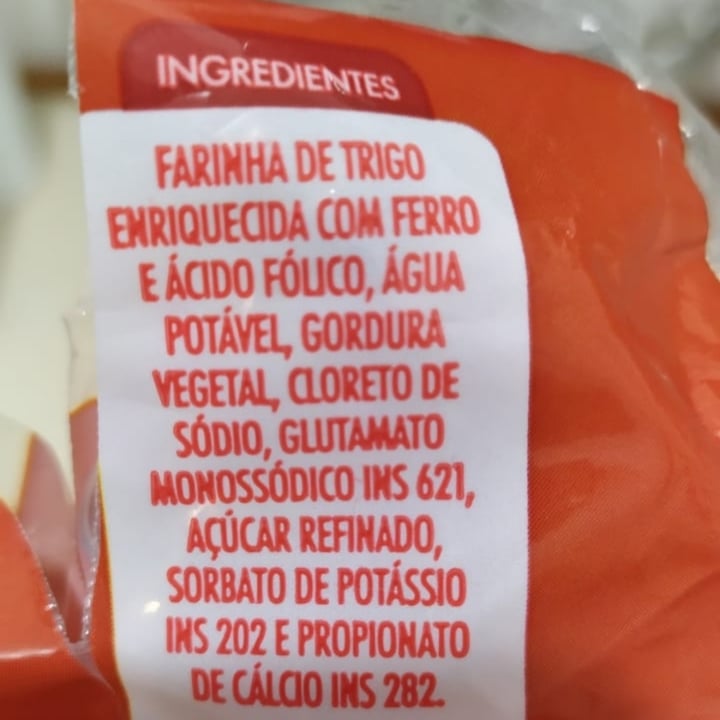 INGREDIENTES
FARINHA DE TRIGO
ENRIQUECIDA COM FERRO
E ÁCIDO FÓLICO, ÁGUA
POTÁVEL, GORDURA
VEGETAL, CLORETO DE
SÓDIO, GLUTAMATO
MONOSSÓDICO INS 621,
AÇÚCAR REFINADO,
SORBATO DE POTÁSSIO
INS 202 E PROPIONATO
DE CÁLCIO INS 282.